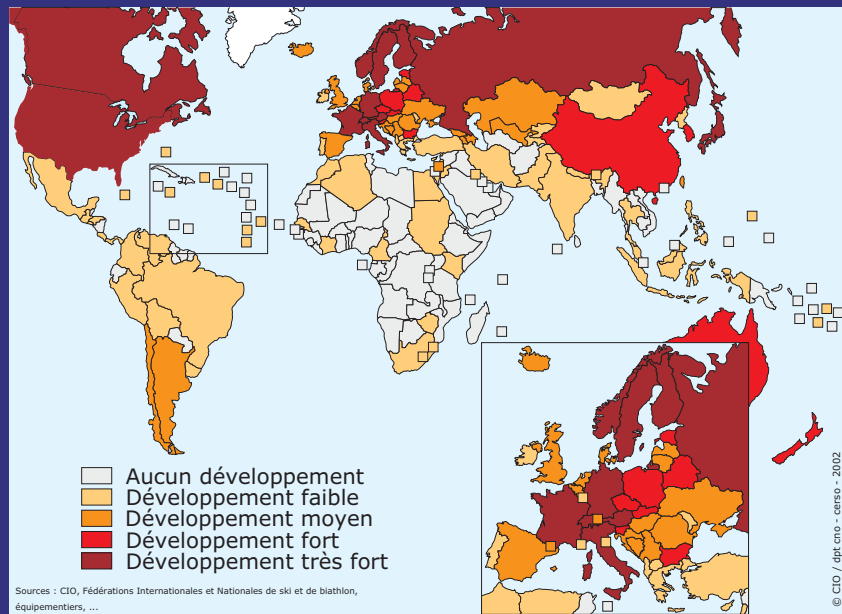 Aucun développement
Développement faible
Développement moyen
Développement fort
Développement très fort
Sources : CIO, Fédérations Internationales et Nationales de ski et de biathlon,
équipementiers, ...
© CIO / dpt cno - cerso - 2002